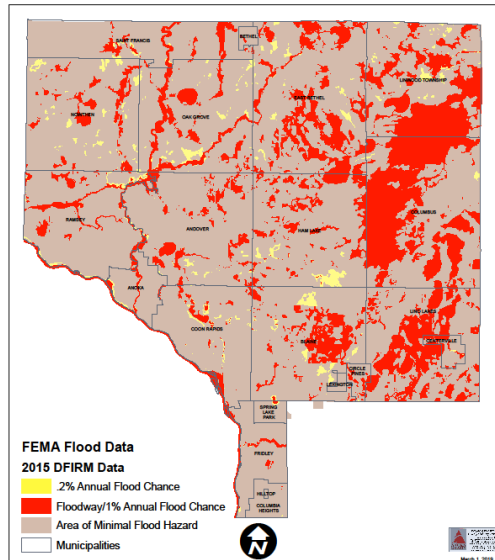 SAINT FRANCIS
BETHEL
LINWOOD TOWNSHIP
EAST BETHEL
NOWTHEN
OAK GROVE
RAMSEY
ANDOVER
HAM LAKE
COLUMBUS
ANOKA
COON RAPIDS
BLAINE
LINO LAKES
CENTERVILLE
CIRCLE
PINES
LEXINGTON
SPRING
LAKE
PARK
FRIDLEY
HILLTOP
COLUMBIA
HEIGHTS
FEMA Flood Data
2015 DFIRM Data
.2% Annual Flood Chance
Floodway/1% Annual Flood Chance
Area of Minimal Flood Hazard
Municipalities
N